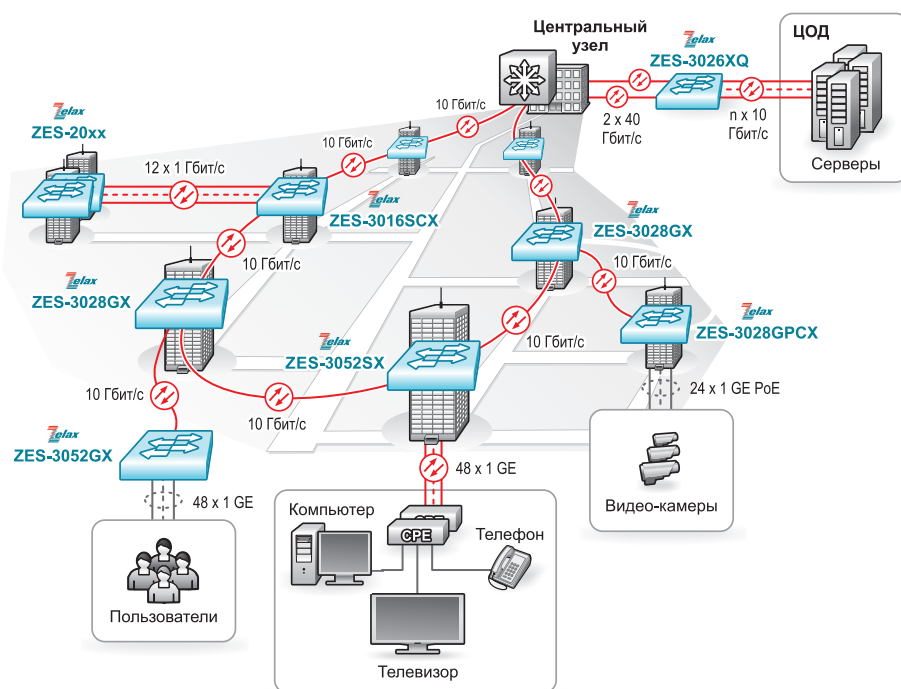 Центральный
узел
Zelax
ZES-3026XQ
ЦОД
2 x 40
Гбит/с
n x 10
Гбит/с
Серверы
10 Гбит/с
10 Гбит/с
Zelax
ZES-20xx
12 x 1 Гбит/с
ZES-3016SCX
10 Гбит/с
Zelax
ZES-3028GX
Zelax
ZES-3028GX
10 Гбит/с
10 Гбит/с
ZES-3028GPCX
Zelax
ZES-3052SX
10 Гбит/с
10 Гбит/с
24 x 1 GE PoE
Видео-камеры
10 Гбит/с
Zelax
ZES-3052GX
48 x 1 GE
Пользователи
48 x 1 GE
Компьютер
CPE
Телефон
Телевизор